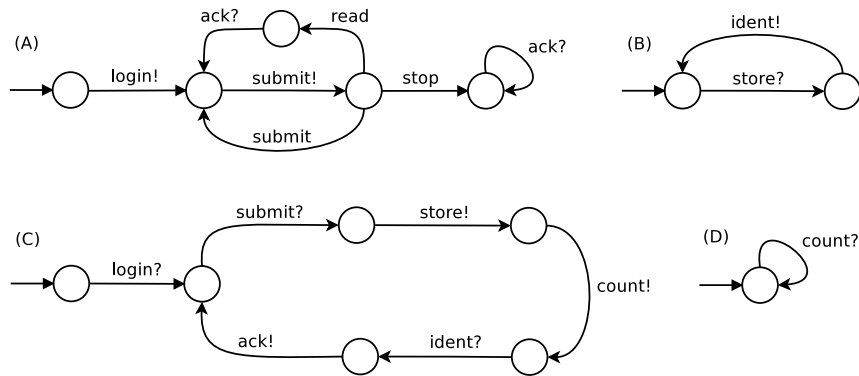 ack?
read
(A)
ident!
(B)
ack?
login!
submit!
stop
store?
submit
submit?
store!
(C)
(D)
count?
login?
count!
ack!
ident?